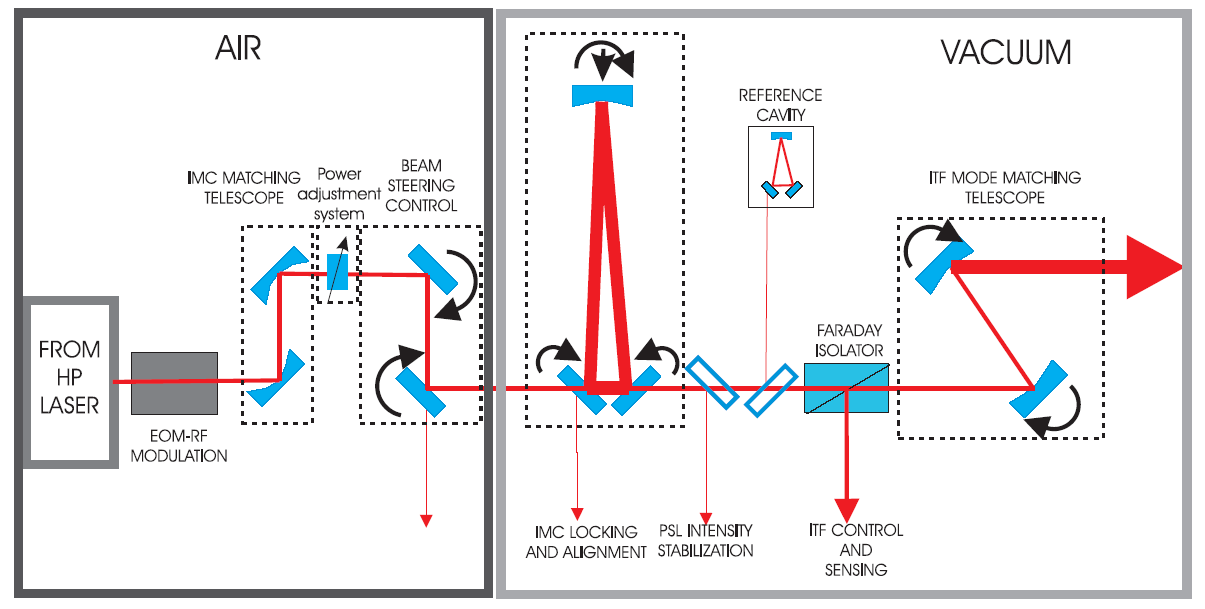 AIR
VACUUM
IMC MATCHING
TELESCOPE
Power
adjustment
system
BEAM
STEERING
CONTROL
REFERENCE
CAVITY
ITF MODE MATCHING
TELESCOPE
FROM
HP
LASER
EOM-RF
MODULATION
FARADAY
ISOLATOR
IMC LOCKING
AND ALIGNMENT
PSL INTENSITY
STABILIZATION
ITF CONTROL
AND
SENSING